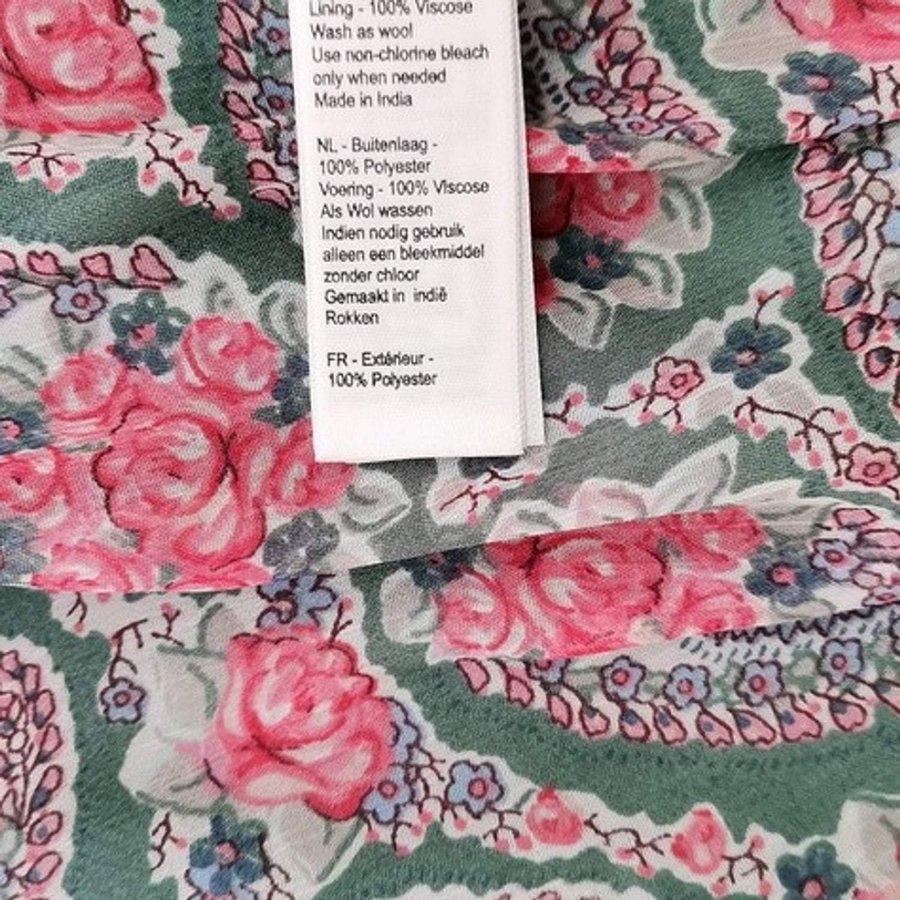 Lining - 100% Viscose
Wash as wool
Use non-chlorine bleach
only when needed
Made in India
NL - Buitenlaag -
100% Polyester
Voering - 100% Viscose
Als Wol wassen
Indien nodig gebruik
alleen een bleekmiddel
zonder chloor
Gemaakt in indië
Rokken
FR - Extérieur -
100% Polyester